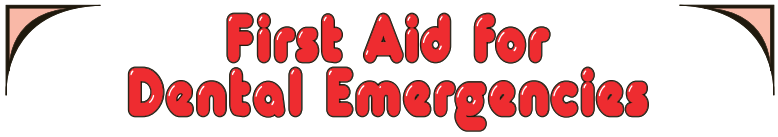 First Aid for
Dental Emergencies